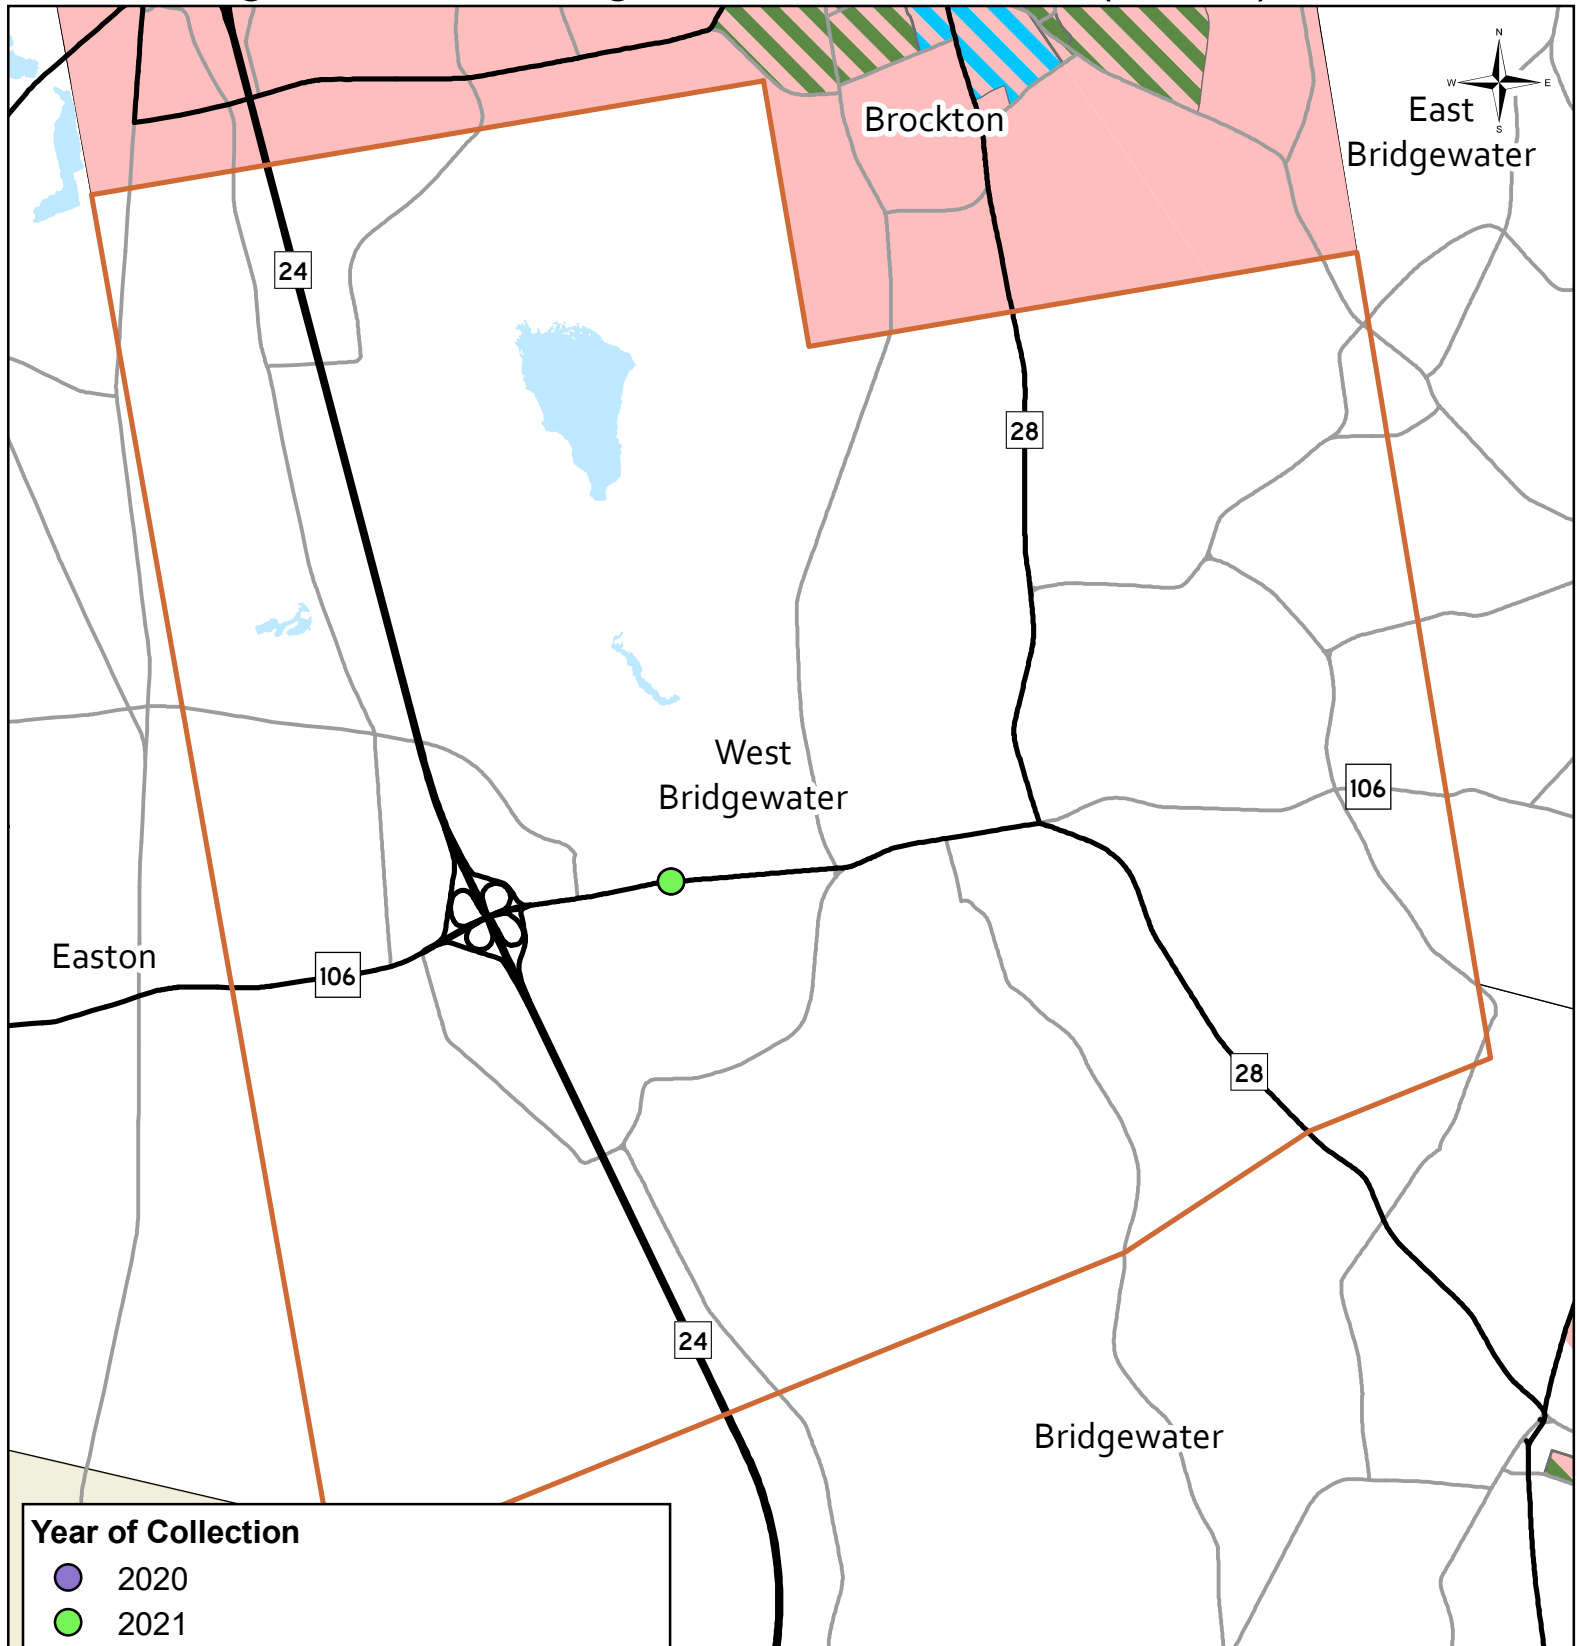 N
W
E
S
Brockton
East
Bridgewater
24
28
West
Bridgewater
106
Easton
106
28
24
Bridgewater
Year of Collection
2020
2021